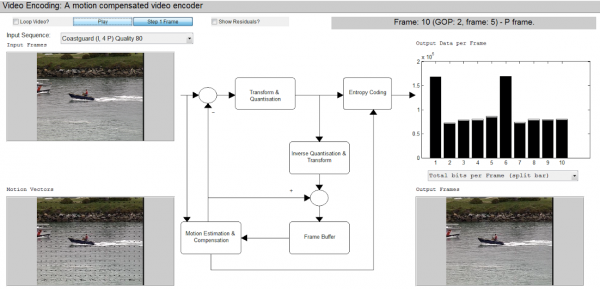 Video Encoding: A motion compensated video encoder
Loop Video?
Play
Step 1 Frame
Show Residuals?
Frame: 10 (GOP: 2, frame: 5) - P frame.
Input Sequence:
Coastguard (I, 4 P) Quality 80
Input Frames
Output Data per Frame
x 10
2
1.5
1
0.5
0
1 2 3 4 5 6 7 8 9 10
Total bits per Frame (split bar)
Transform &
Quantisation
Entropy Coding
−
Inverse Quantisation &
Transform
+
Motion Estimation &
Compensation
Frame Buffer
Motion Vectors
Output Frames